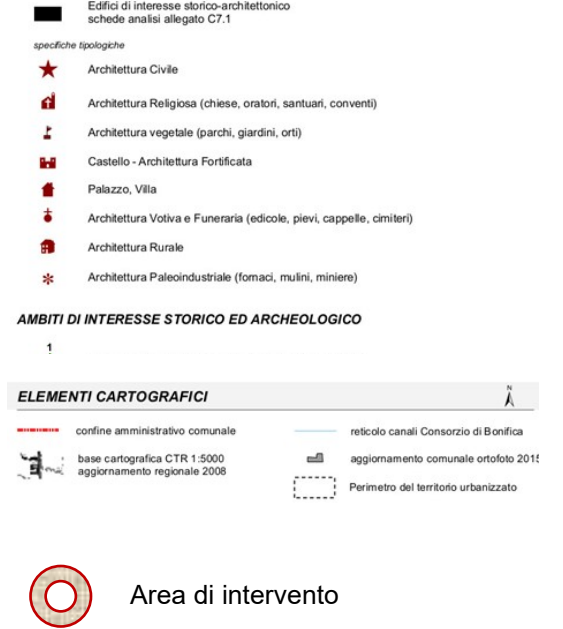 Edifici di interesse storico-architettonico
schede analisi allegato C7.1
specifiche tipologiche
Architettura Civile
Architettura Religiosa (chiese, oratori, santuari, conventi)
Architettura vegetale (parchi, giardini, orti)
Castello - Architettura Fortificata
Palazzo, Villa
Architettura Votiva e Funeraria (edicole, pievi, cappelle, cimiteri)
Architettura Rurale
Architettura Paleoindustriale (fornaci, mulini, miniere)
AMBITI DI INTERESSE STORICO ED ARCHEOLOGICO
1
ELEMENTI CARTOGRAFICI
N
confine amministrativo comunale
base cartografica CTR 1:5000
aggiornamento regionale 2008
reticolo canali Consorzio di Bonifica
aggiornamento comunale ortofoto 2015
Perimetro del territorio urbanizzato
Area di intervento